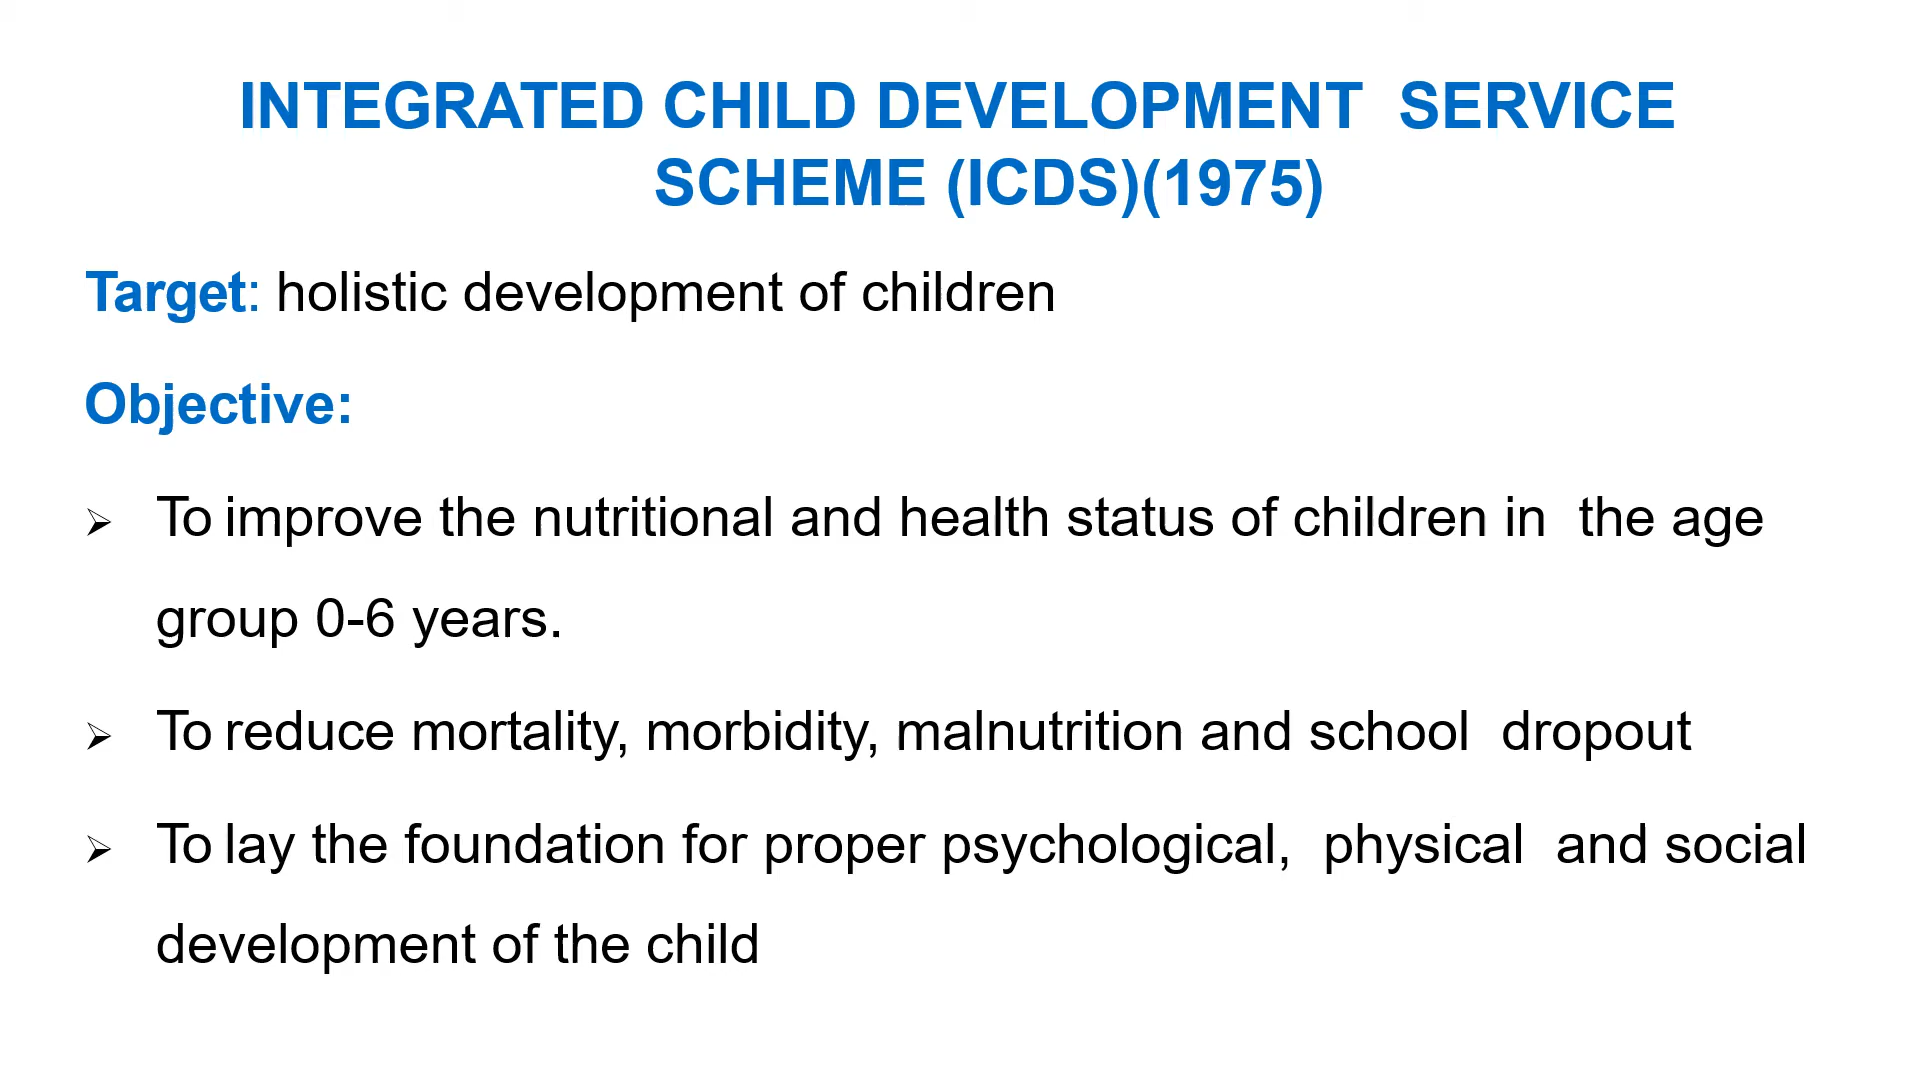 INTEGRATED CHILD DEVELOPMENT SERVICE
SCHEME (ICDS)(1975)
Target: holistic development of children
Objective:
➢ To improve the nutritional and health status of children in the age
group 0-6 years.
➢ To reduce mortality, morbidity, malnutrition and school dropout
➢ To lay the foundation for proper psychological, physical and social
development of the child